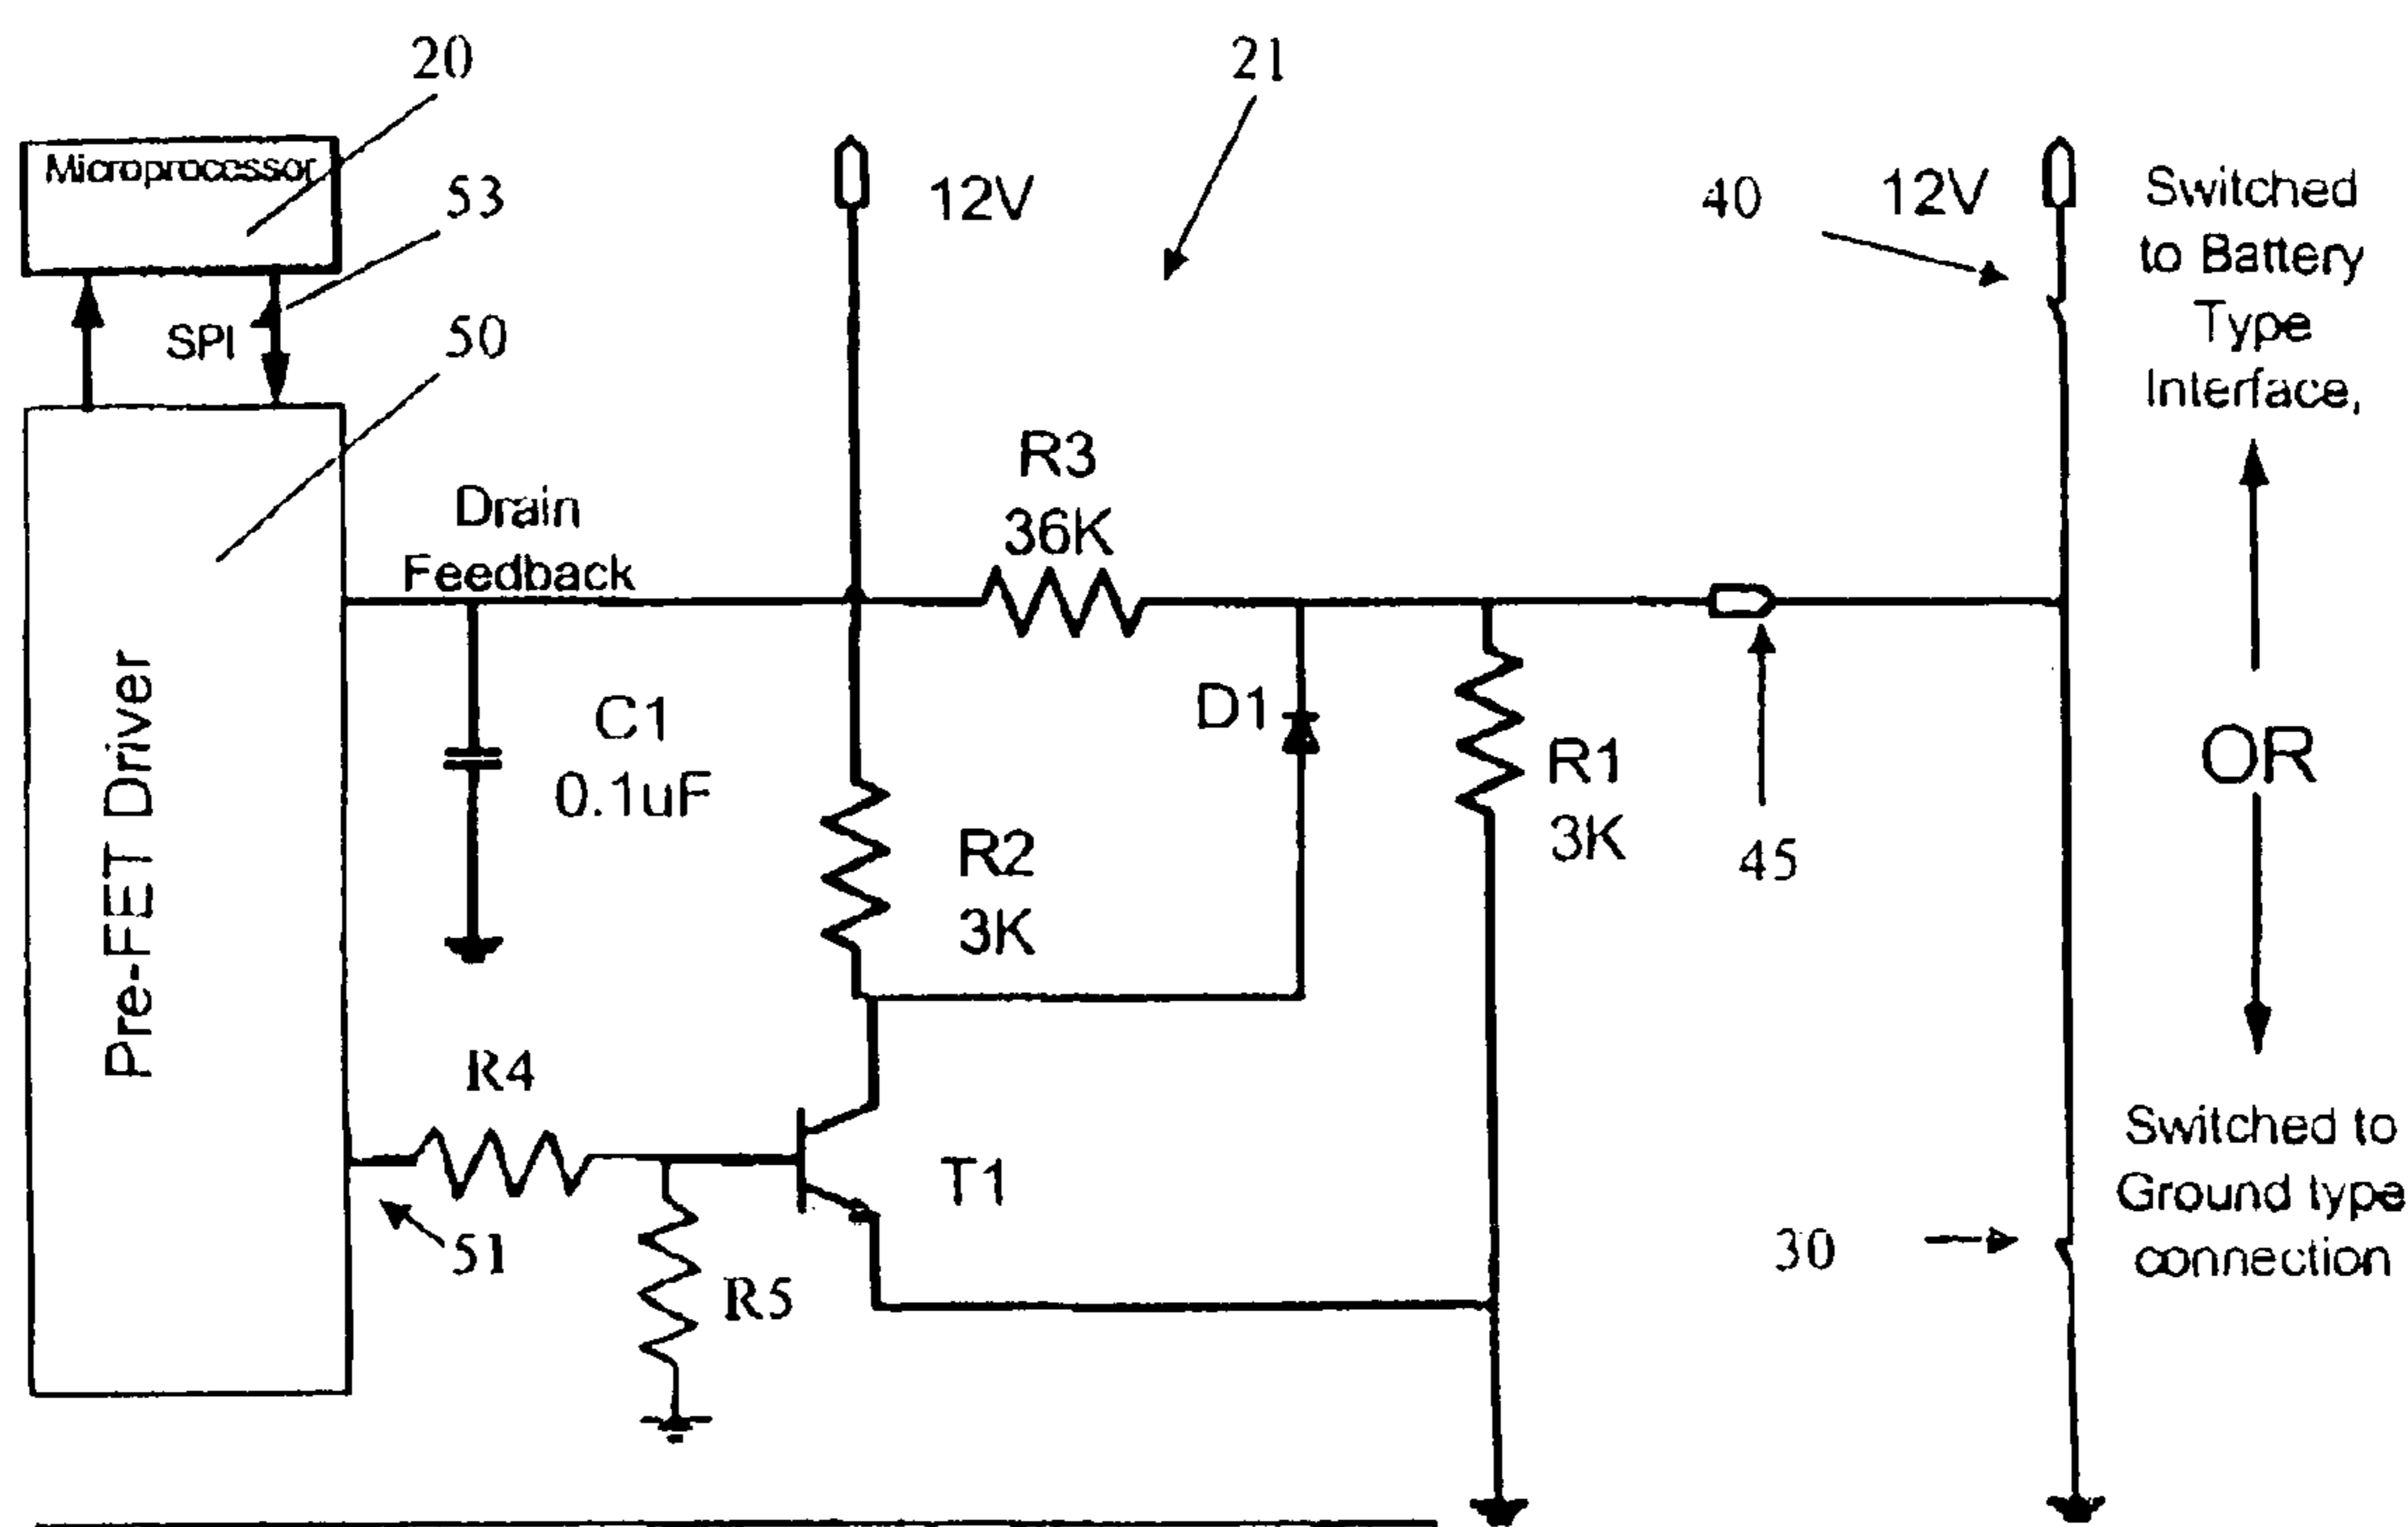 20
21
Microprocessor
53
12V
40
12V
Switched
to Battery
Type
Interface,
SPI
50
R3
36K
Drain
Feedback
Pre-FET Driver
C1
0.1uF
D1
R1
3K
45
OR
R2
3K
R4
T1
51
R5
30
Switched to
Ground type
connection